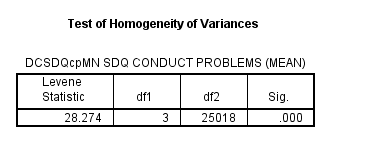 Test of Homogeneity of Variances
DCSDQcpMN SDQ CONDUCT PROBLEMS (MEAN)
Levene
Statistic df1 df2 Sig.
28.274 3 25018 .000